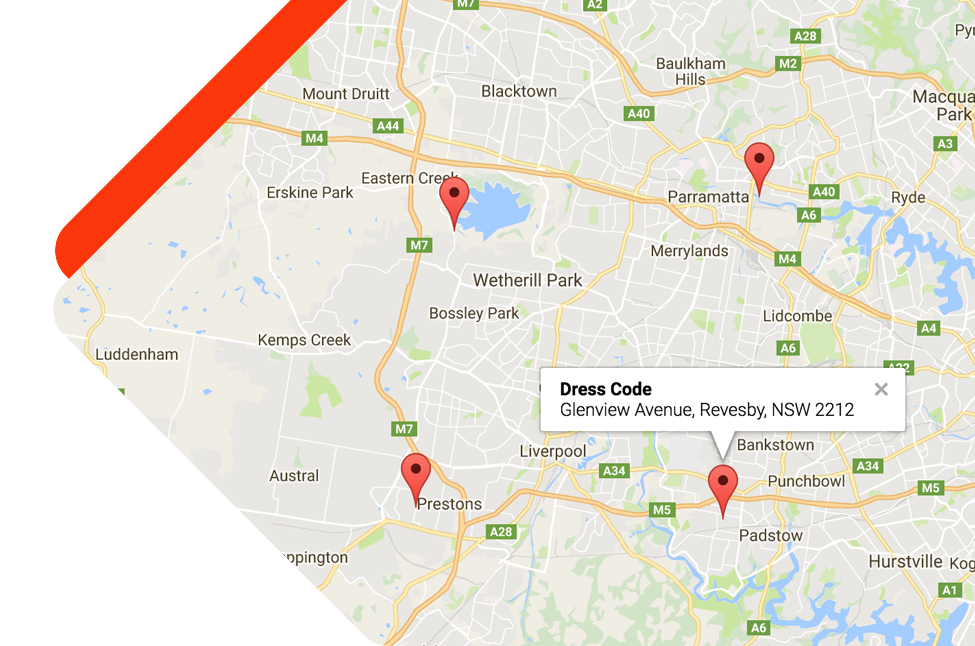 M7
A2
A28
Baulkham
Hills
M2
Mount Druitt
Blacktown
Macqua
Park
A40
A44
M4
A3
Eastern Creek
Erskine Park
Parramatta
A40
Ryde
A6
M7
Merrylands
M4
Wetherill Park
Bossley Park
Lidcombe
A4
Kemps Creek
A6
Luddenham
A22
Dress Code
Glenview Avenue, Revesby, NSW 2212
M7
Bankstown
Liverpool
A34
A34
Austral
Punchbowl
M5
Prestons
M5
A28
Padstow
ppington
Hurstville
Kog
A1
A6